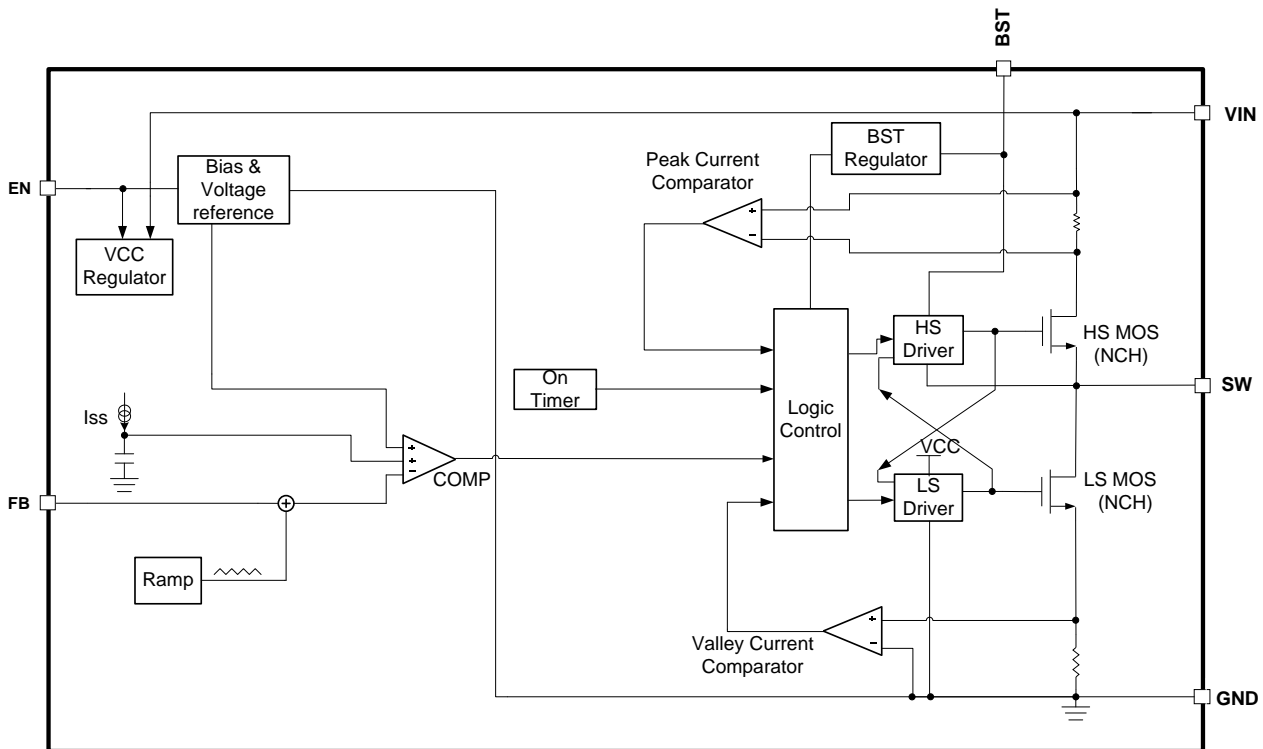 BST
VIN
BST
Regulator
Peak Current
Comparator
Bias &
Voltage
reference
EN
VCC
Regulator
HS
Driver
HS MOS
(NCH)
On
Timer
SW
Iss
Logic
Control
VCC
COMP
LS
Driver
LS MOS
(NCH)
FB
Ramp
Valley Current
Comparator
GND